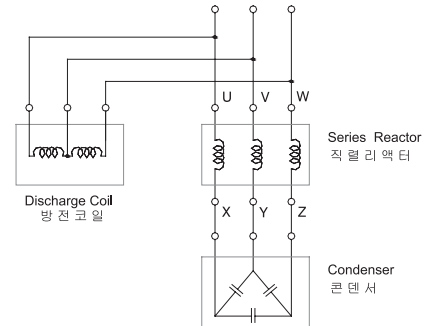 U V W
Series Reactor
직렬리액터
Discharge Coil
방전코일
X Y Z
Condenser
콘덴서